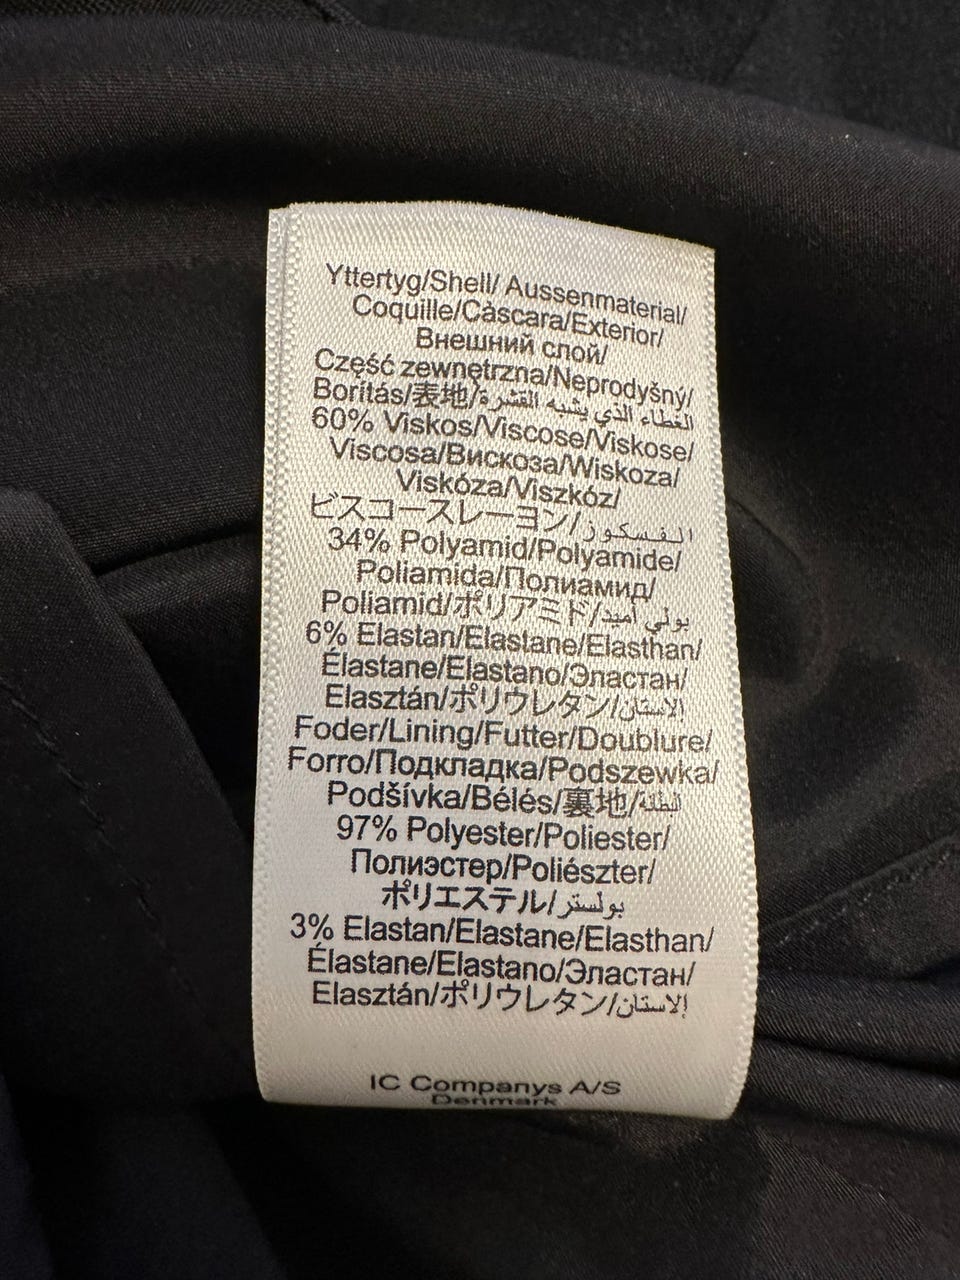 Yttertyg/Shell/ Aussenmaterial/
Coquille/Càscara/Exterior/
Внешний слой/
Część zewnętrzna/Neprodyšný/
Borítás/表地/الغطاء الذي يشبه القشرة
60% Viskos/Viscose/Viskose/
Viscosa/Вискоза/Wiskoza/
Viskóza/Viszkóz/
ビスコースレーヨン/الفسكوز
34% Polyamid/Polyamide/
Poliamida/Полиамид/
Poliamid/ポリアミド/بولي أميد
6% Elastan/Elastane/Elasthan/
Élastane/Elastano/Эластан/
Elasztán/ポリウレタン/الاستان
Foder/Lining/Futter/Doublure/
Forro/Подкладка/Podszewka/
Podšívka/Bélés/裏地/البطانة
97% Polyester/Poliester/
Полиэстер/Poliészter/
ポリエステル/بولستر
3% Elastan/Elastane/Elasthan/
Élastane/Elastano/Эластан/
Elasztán/ポリウレタン/الاستان
IC Companys A/S
Denmark